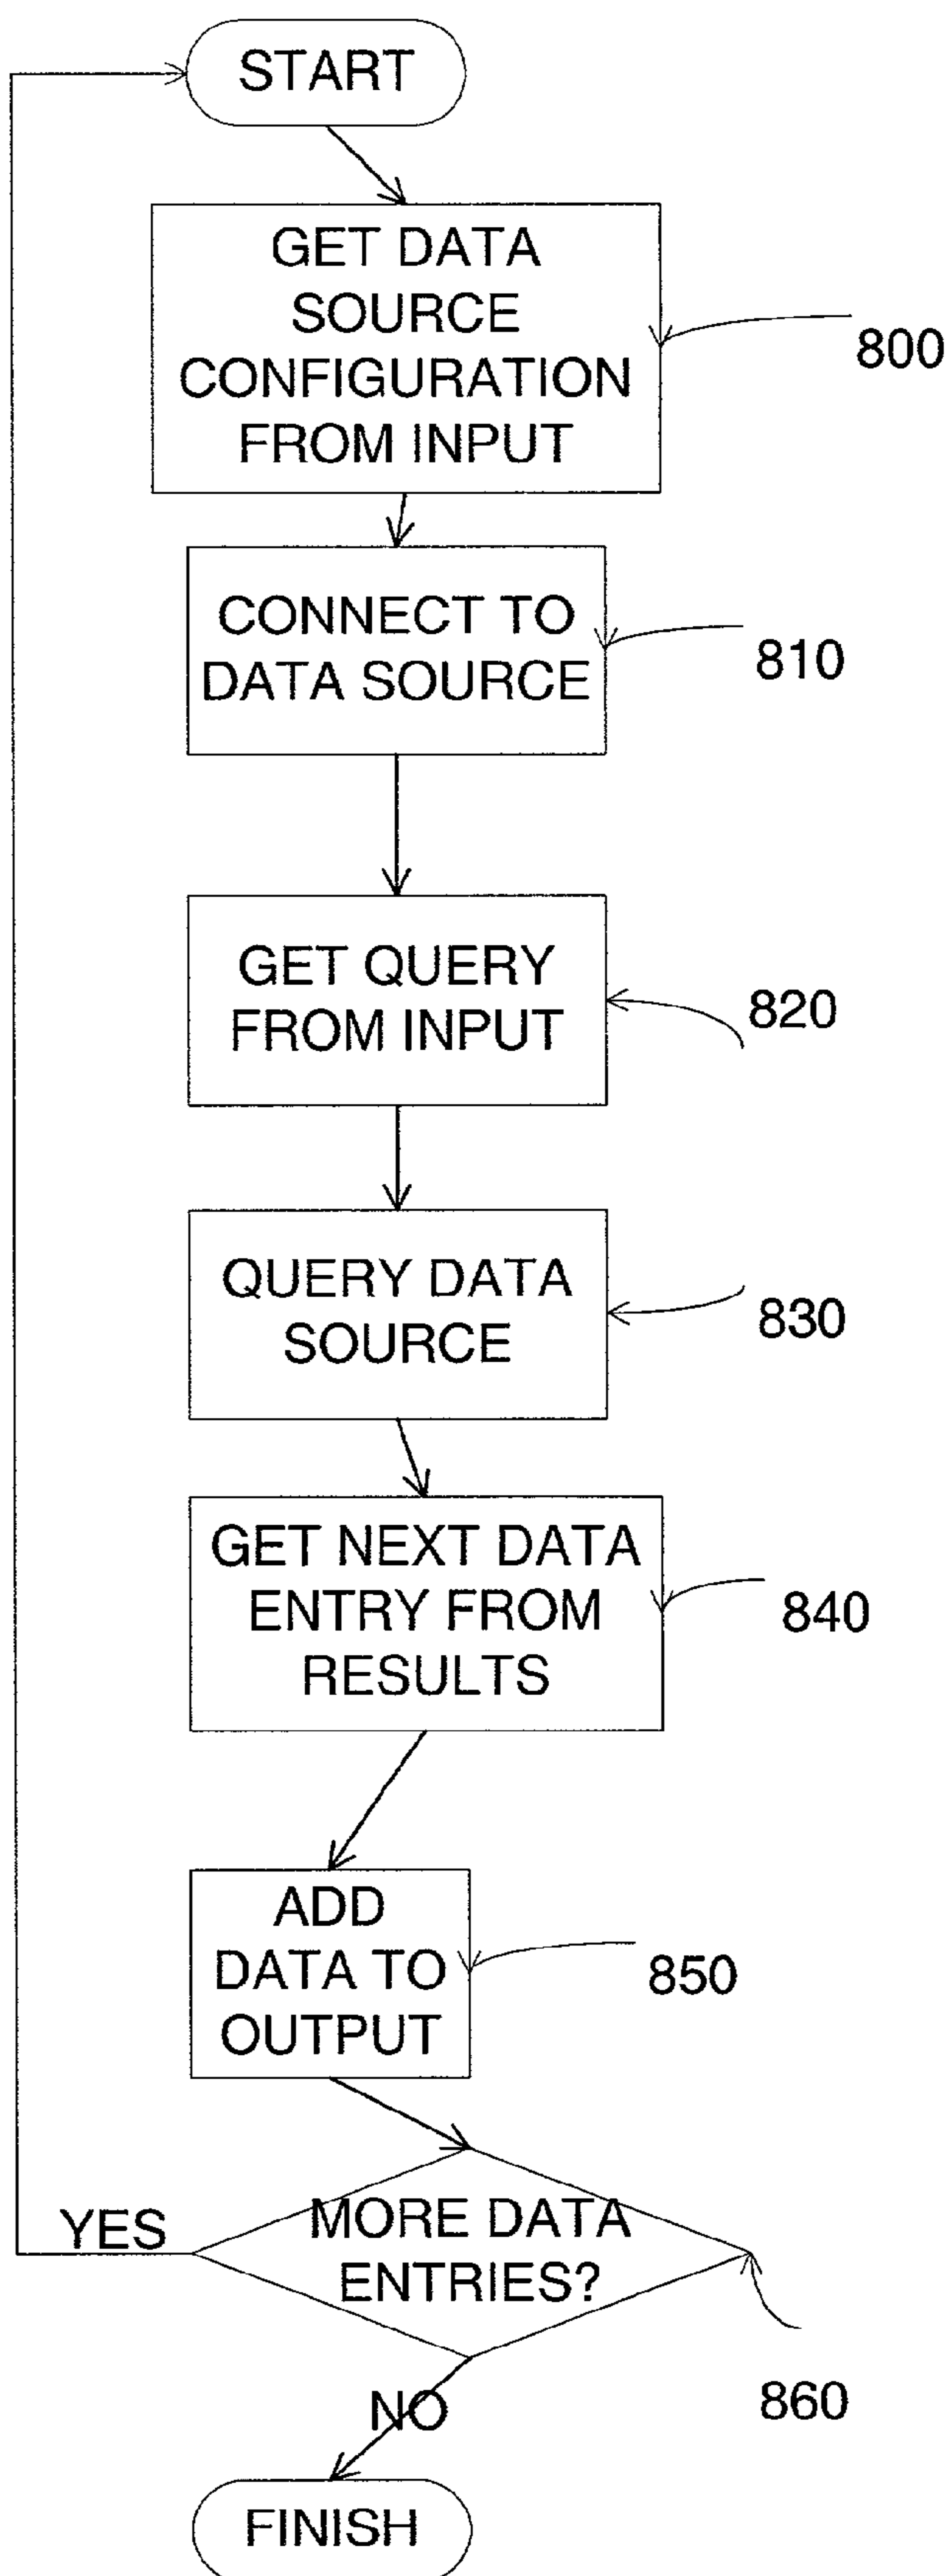 START
GET DATA
SOURCE
CONFIGURATION
FROM INPUT
800
CONNECT TO
DATA SOURCE
810
GET QUERY
FROM INPUT
820
QUERY DATA
SOURCE
830
GET NEXT DATA
ENTRY FROM
RESULTS
840
ADD
DATA TO
OUTPUT
850
YES
MORE DATA
ENTRIES?
860
NO
FINISH